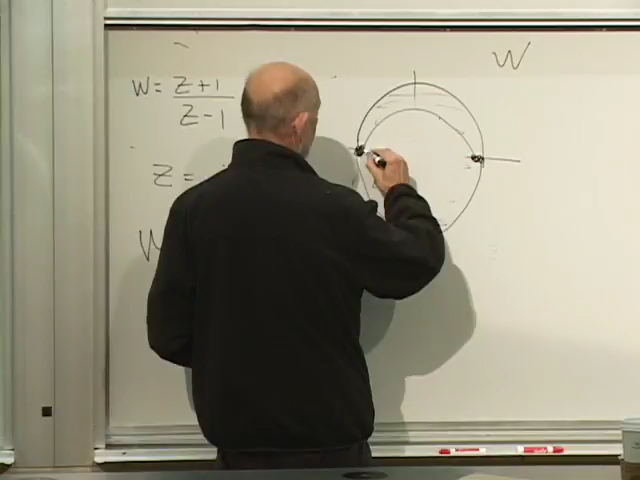 W = Z+1
Z-1
Z =
W
W